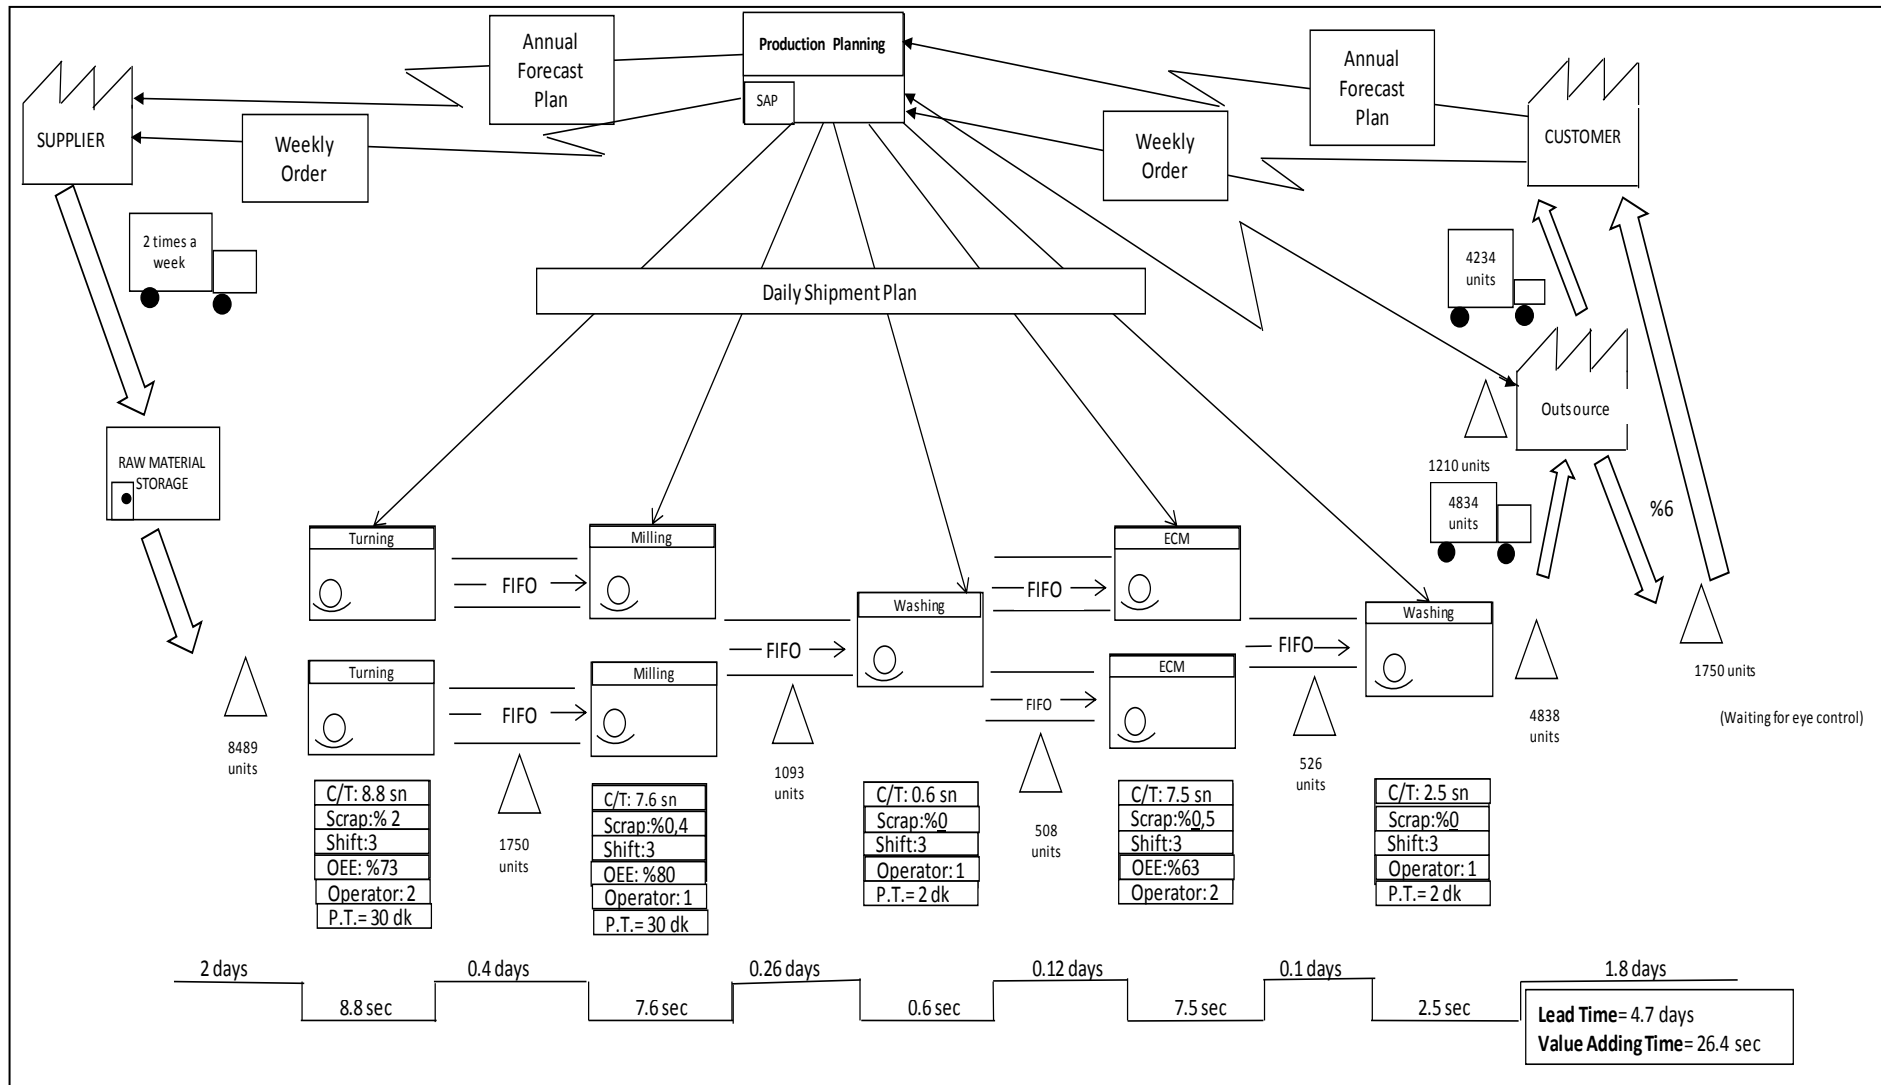 Annual
Forecast
Plan
Production Planning
SAP
Annual
Forecast
Plan
SUPPLIER
Weekly
Order
Weekly
Order
CUSTOMER
2 times a
week
4234
units
Daily Shipment Plan
Outsource
RAW MATERIAL
STORAGE
1210 units
4834
units
%6
Turning
FIFO
Milling
ECM
FIFO
Washing
Washing
FIFO
FIFO
Turning
FIFO
Milling
FIFO
ECM
8489
units
1750
units
1093
units
508
units
526
units
4838
units
1750 units
(Waiting for eye control)
C/T: 8.8 sn
Scrap:% 2
Shift:3
OEE: %73
Operator: 2
P.T.= 30 dk
C/T: 7.6 sn
Scrap:%0,4
Shift:3
OEE: %80
Operator: 1
P.T.= 30 dk
C/T: 0.6 sn
Scrap:%0
Shift:3
Operator: 1
P.T.= 2 dk
C/T: 7.5 sn
Scrap:%0,5
Shift:3
OEE:%63
Operator: 2
C/T: 2.5 sn
Scrap:%0
Shift:3
Operator:1
P.T.= 2 dk
2 days
0.4 days
0.26 days
0.12 days
0.1 days
1.8 days
8.8 sec
7.6 sec
0.6 sec
7.5 sec
2.5 sec
Lead Time= 4.7 days
Value Adding Time= 26.4 sec